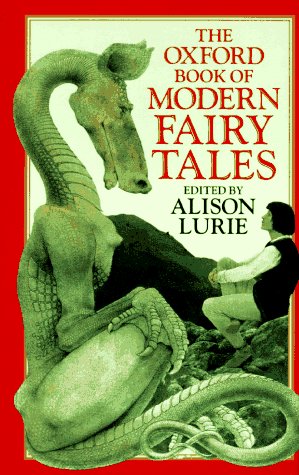 THE
OXFORD
BOOK OF
MODERN
FAIRY
TALES
EDITED BY
ALISON
LURIE